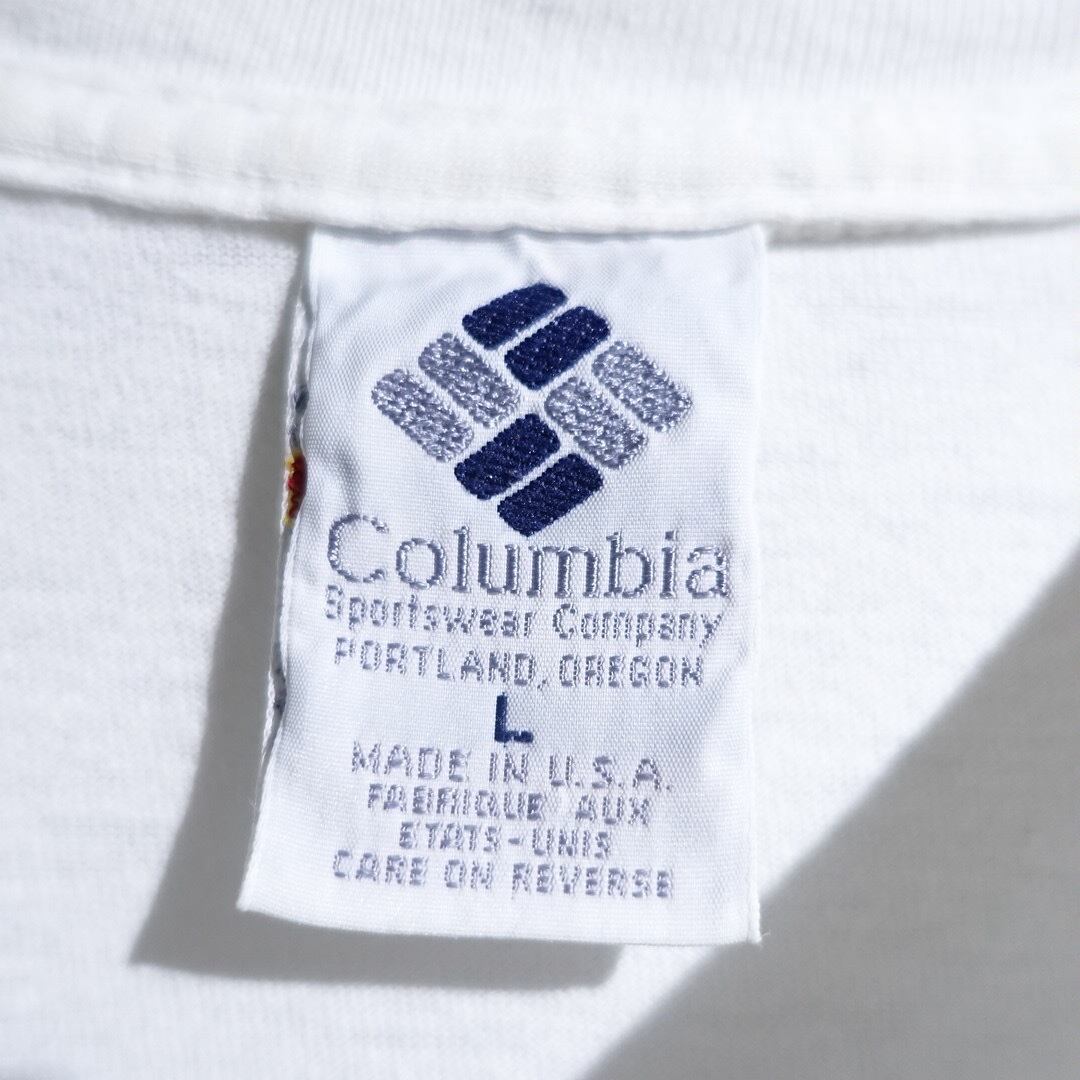 Columbia
Sportswear Company
PORTLAND, OREGON
L
MADE IN U.S.A.
FABRIQUE AUX
ETATS-UNIS
CARE ON REVERSE